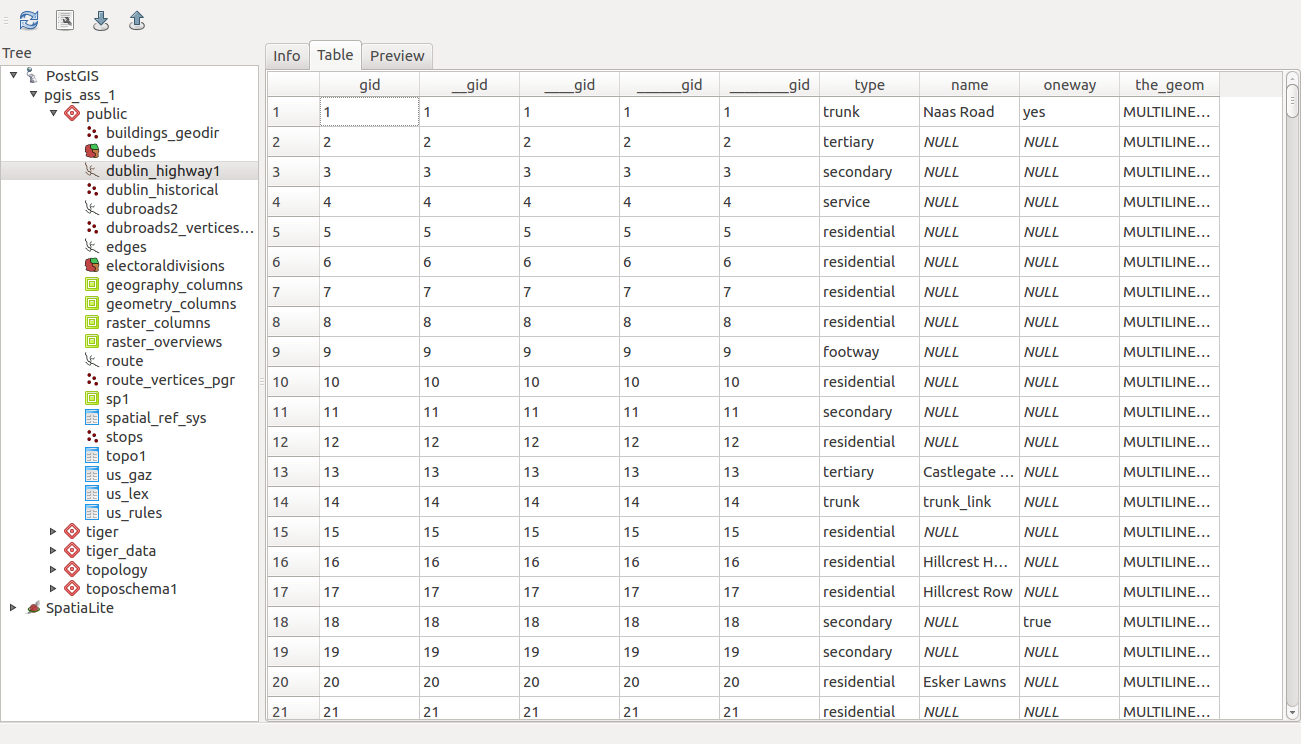 Tree
PostGIS
pgis_ass_1
public
buildings_geodir
dubeds
dublin_highway1
dublin_historical
dubroads2
dubroads2_vertices...
edges
electoraldivisions
geography_columns
geometry_columns
raster_columns
raster_overviews
route
route_vertices_pgr
sp1
spatial_ref_sys
stops
topo1
us_gaz
us_lex
us_rules
tiger
tiger_data
topology
toposchema1
SpatiaLite
Info Table Preview
gid __gid ____gid ______gid ________gid type name oneway the_geom
1 1 1 1 1 1 trunk Naas Road yes MULTILINE...
2 2 2 2 2 2 tertiary NULL NULL MULTILINE...
3 3 3 3 3 3 secondary NULL NULL MULTILINE...
4 4 4 4 4 4 service NULL NULL MULTILINE...
5 5 5 5 5 5 residential NULL NULL MULTILINE...
6 6 6 6 6 6 residential NULL NULL MULTILINE...
7 7 7 7 7 7 residential NULL NULL MULTILINE...
8 8 8 8 8 8 residential NULL NULL MULTILINE...
9 9 9 9 9 9 footway NULL NULL MULTILINE...
10 10 10 10 10 10 residential NULL NULL MULTILINE...
11 11 11 11 11 11 secondary NULL NULL MULTILINE...
12 12 12 12 12 12 residential NULL NULL MULTILINE...
13 13 13 13 13 13 tertiary Castlegate ... NULL MULTILINE...
14 14 14 14 14 14 trunk trunk_link NULL MULTILINE...
15 15 15 15 15 15 residential NULL NULL MULTILINE...
16 16 16 16 16 16 residential Hillcrest H... NULL MULTILINE...
17 17 17 17 17 17 residential Hillcrest Row NULL MULTILINE...
18 18 18 18 18 18 secondary NULL true MULTILINE...
19 19 19 19 19 19 secondary NULL NULL MULTILINE...
20 20 20 20 20 20 residential Esker Lawns NULL MULTILINE...
21 21 21 21 21 21 residential NULL NULL MULTILINE...